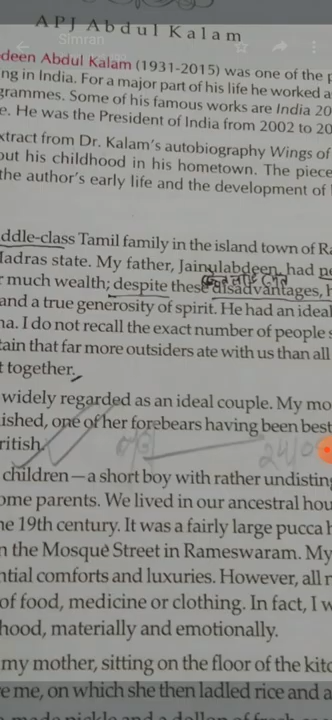 APJ Abdul Kalam
Simran
deen Abdul Kalam (1931-2015) was one of the p
ng in India. For a major part of his life he worked a
grammes. Some of his famous works are India 20
e. He was the President of India from 2002 to 20
xtract from Dr. Kalam's autobiography Wings of
out his childhood in his hometown. The piece
the author's early life and the development of
ddle-class Tamil family in the island town of Ra
Madras state. My father, Jainulabdeen, had ne
r much wealth; despite these disadvantages, h
and a true generosity of spirit. He had an ideal
na. I do not recall the exact number of people s
tain that far more outsiders ate with us than all
t together.
widely regarded as an ideal couple. My mo
ished, one of her forebears having been best
ritish.
children—a short boy with rather undisting
ome parents. We lived in our ancestral hou
he 19th century. It was a fairly large pucca h
n the Mosque Street in Rameswaram. My
ntial comforts and luxuries. However, all n
of food, medicine or clothing. In fact, I w
hood, materially and emotionally.
my mother, sitting on the floor of the kitc
e me, on which she then ladled rice and a